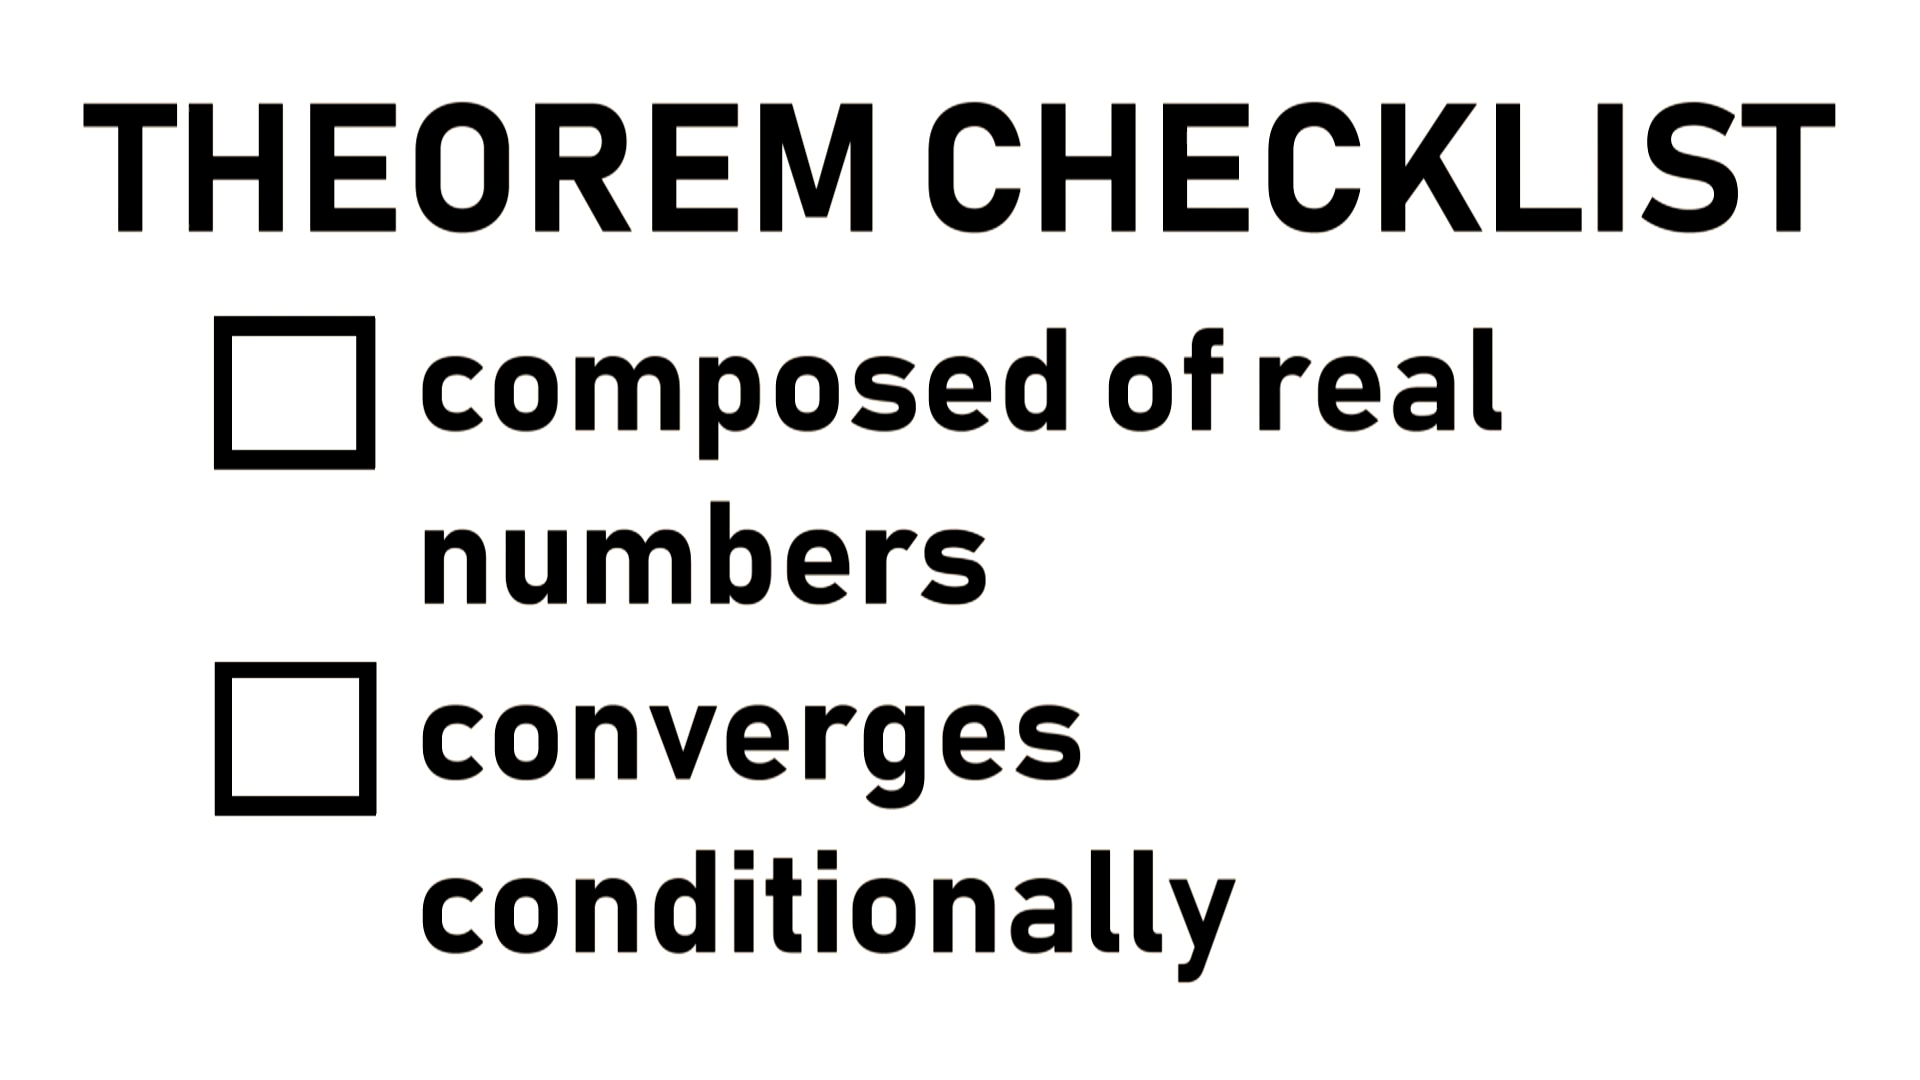 THEOREM CHECKLIST
composed of real
numbers
converges
conditionally